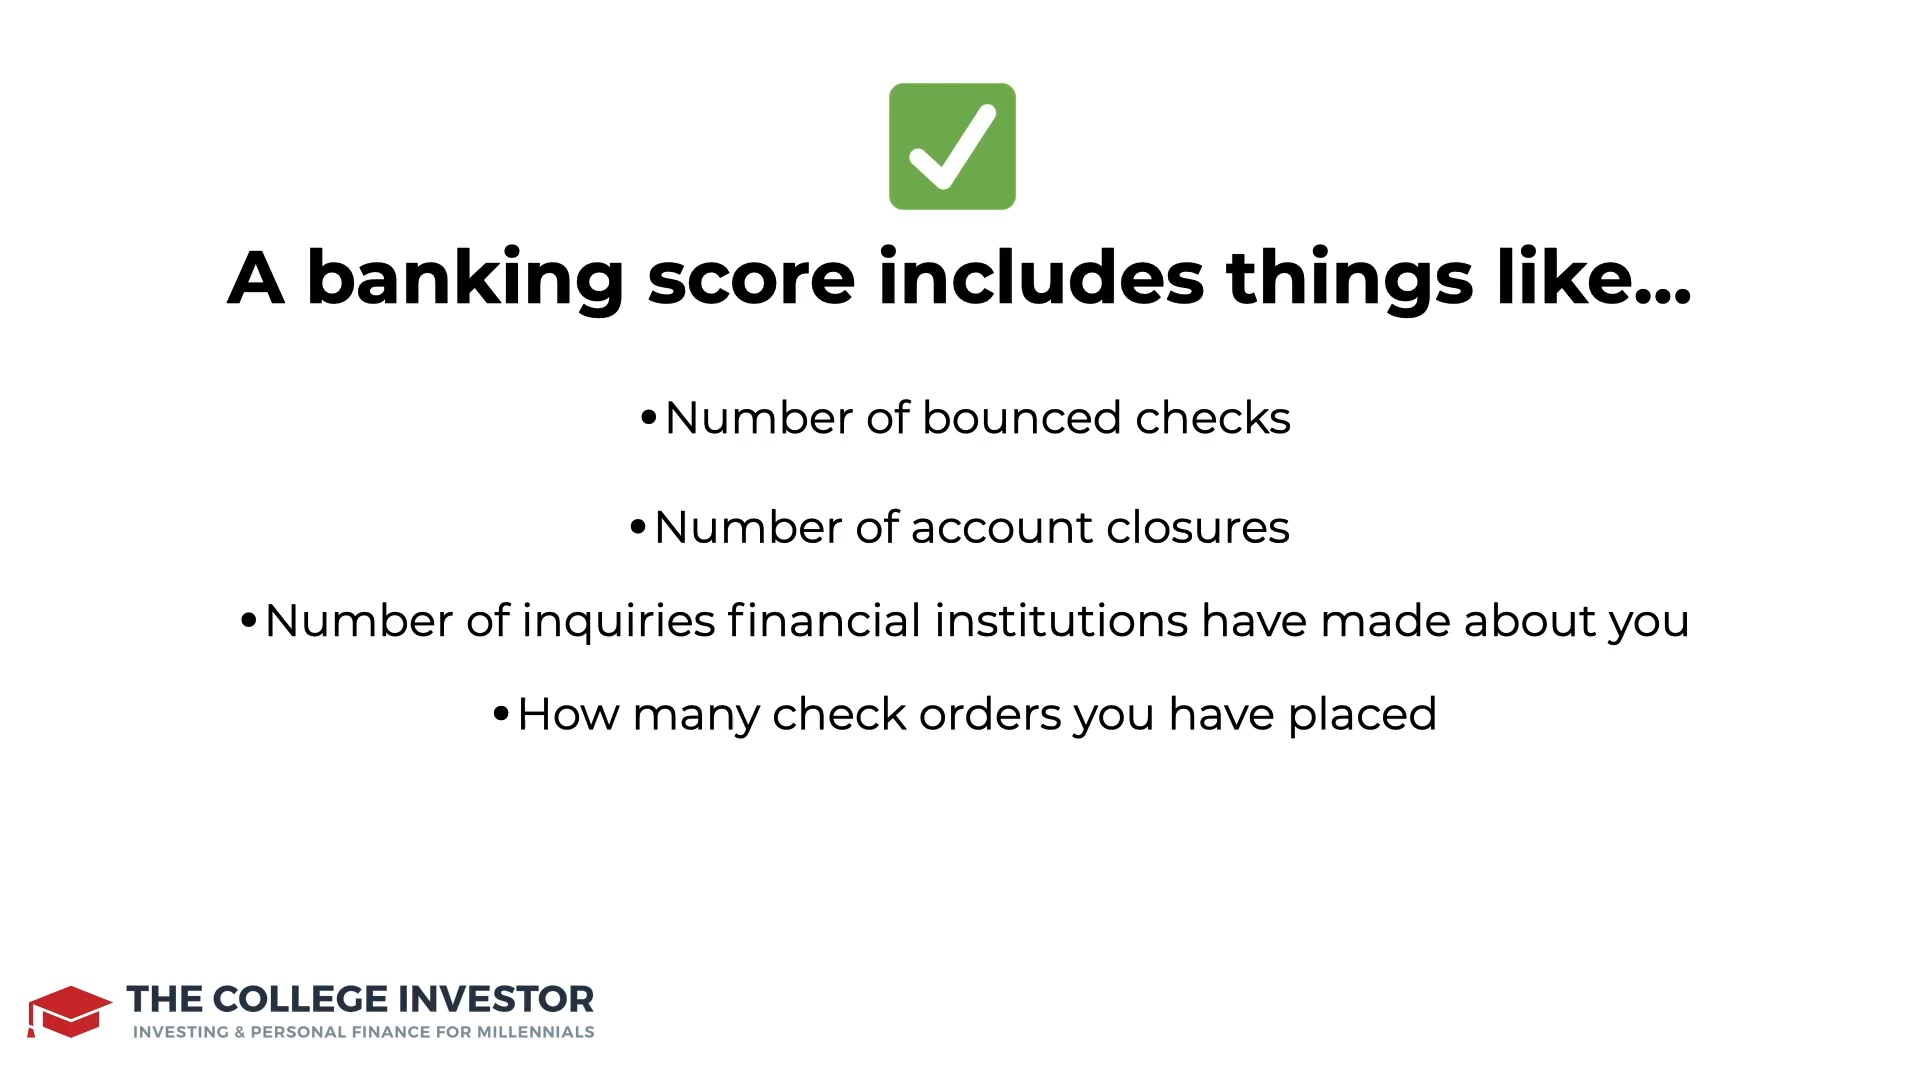 A banking score includes things like...
•Number of bounced checks
•Number of account closures
•Number of inquiries financial institutions have made about you
•How many check orders you have placed
THE COLLEGE INVESTOR
INVESTING & PERSONAL FINANCE FOR MILLENNIALS